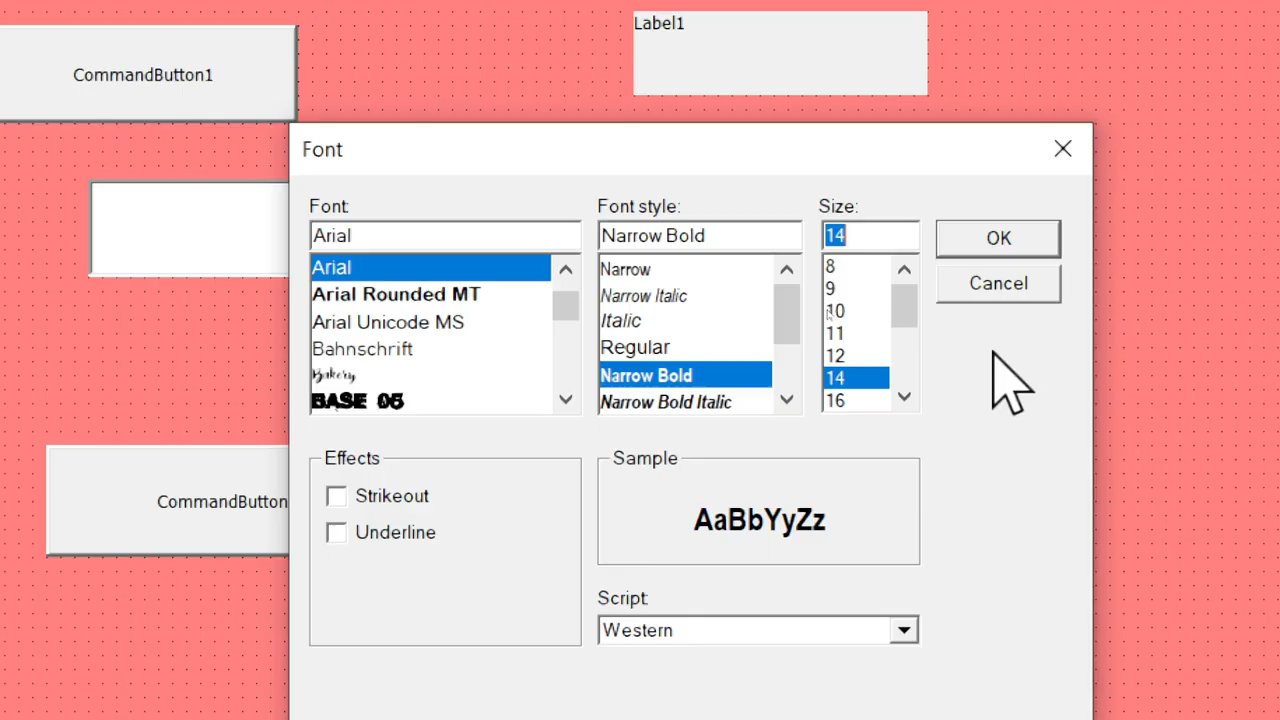 Label1
CommandButton1
Font
Font:
Font style:
Size:
Arial
Narrow Bold
14
OK
Cancel
Arial
Arial Rounded MT
Arial Unicode MS
Bahnschrift
Bakery
BASE 05
Narrow
Narrow Italic
Italic
Regular
Narrow Bold
Narrow Bold Italic
8
9
10
11
12
14
16
CommandButton
Effects
Strikeout
Underline
Sample
AaBbYyZz
Script:
Western